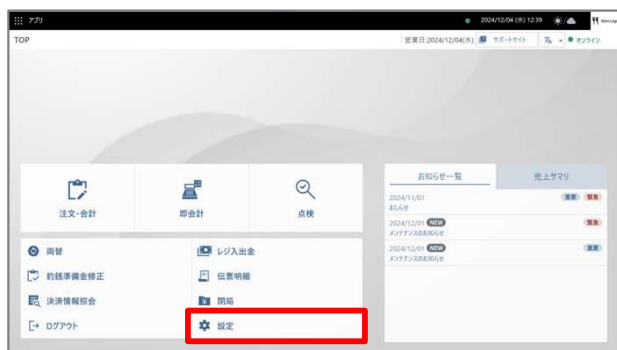 アプリ
2024/12/04 (水) 12:39
TOP
営業日:2024/12/04(水)
サポートサイト
オンライン
注文・会計
即会計
点検
両替
レジ入出金
釣銭準備金修正
伝票明細
決済情報照会
閉局
ログアウト
設定
お知らせ一覧
売上サマリ
2024/11/01
重要 緊急
おしらせ
2024/12/01 NEW
緊急
メンテナンスのお知らせ
2024/12/01 NEW
重要
メンテナンスのお知らせ